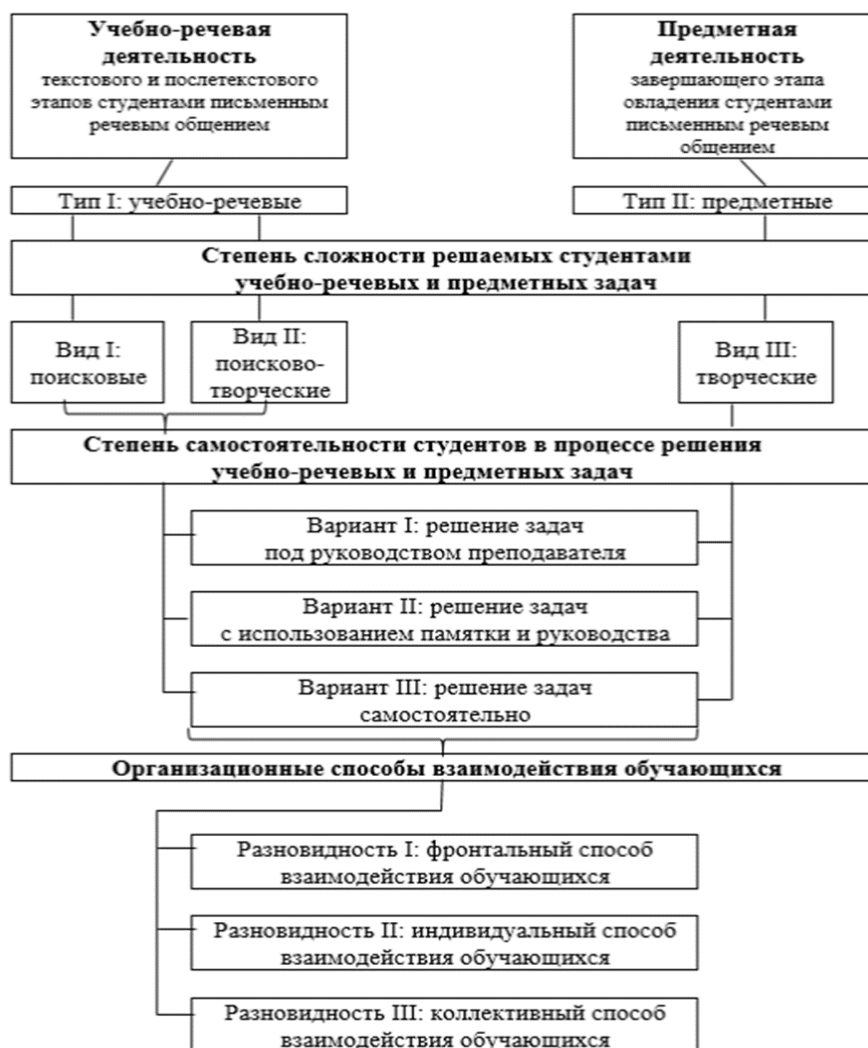 Учебно-речевая
деятельность
текстового и послетекстового
этапов студентами письменным
речевым общением
Предметная
деятельность
завершающего этапа
овладения студентами
письменным речевым
общением
Тип I: учебно-речевые
Тип II: предметные
Степень сложности решаемых студентами
учебно-речевых и предметных задач
Вид I:
поисковые
Вид II:
поисково-
творческие
Вид III:
творческие
Степень самостоятельности студентов в процессе решения
учебно-речевых и предметных задач
Вариант I: решение задач
под руководством преподавателя
Вариант II: решение задач
с использованием памятки и руководства
Вариант III: решение задач
самостоятельно
Организационные способы взаимодействия обучающихся
Разновидность I: фронтальный способ
взаимодействия обучающихся
Разновидность II: индивидуальный способ
взаимодействия обучающихся
Разновидность III: коллективный способ
взаимодействия обучающихся